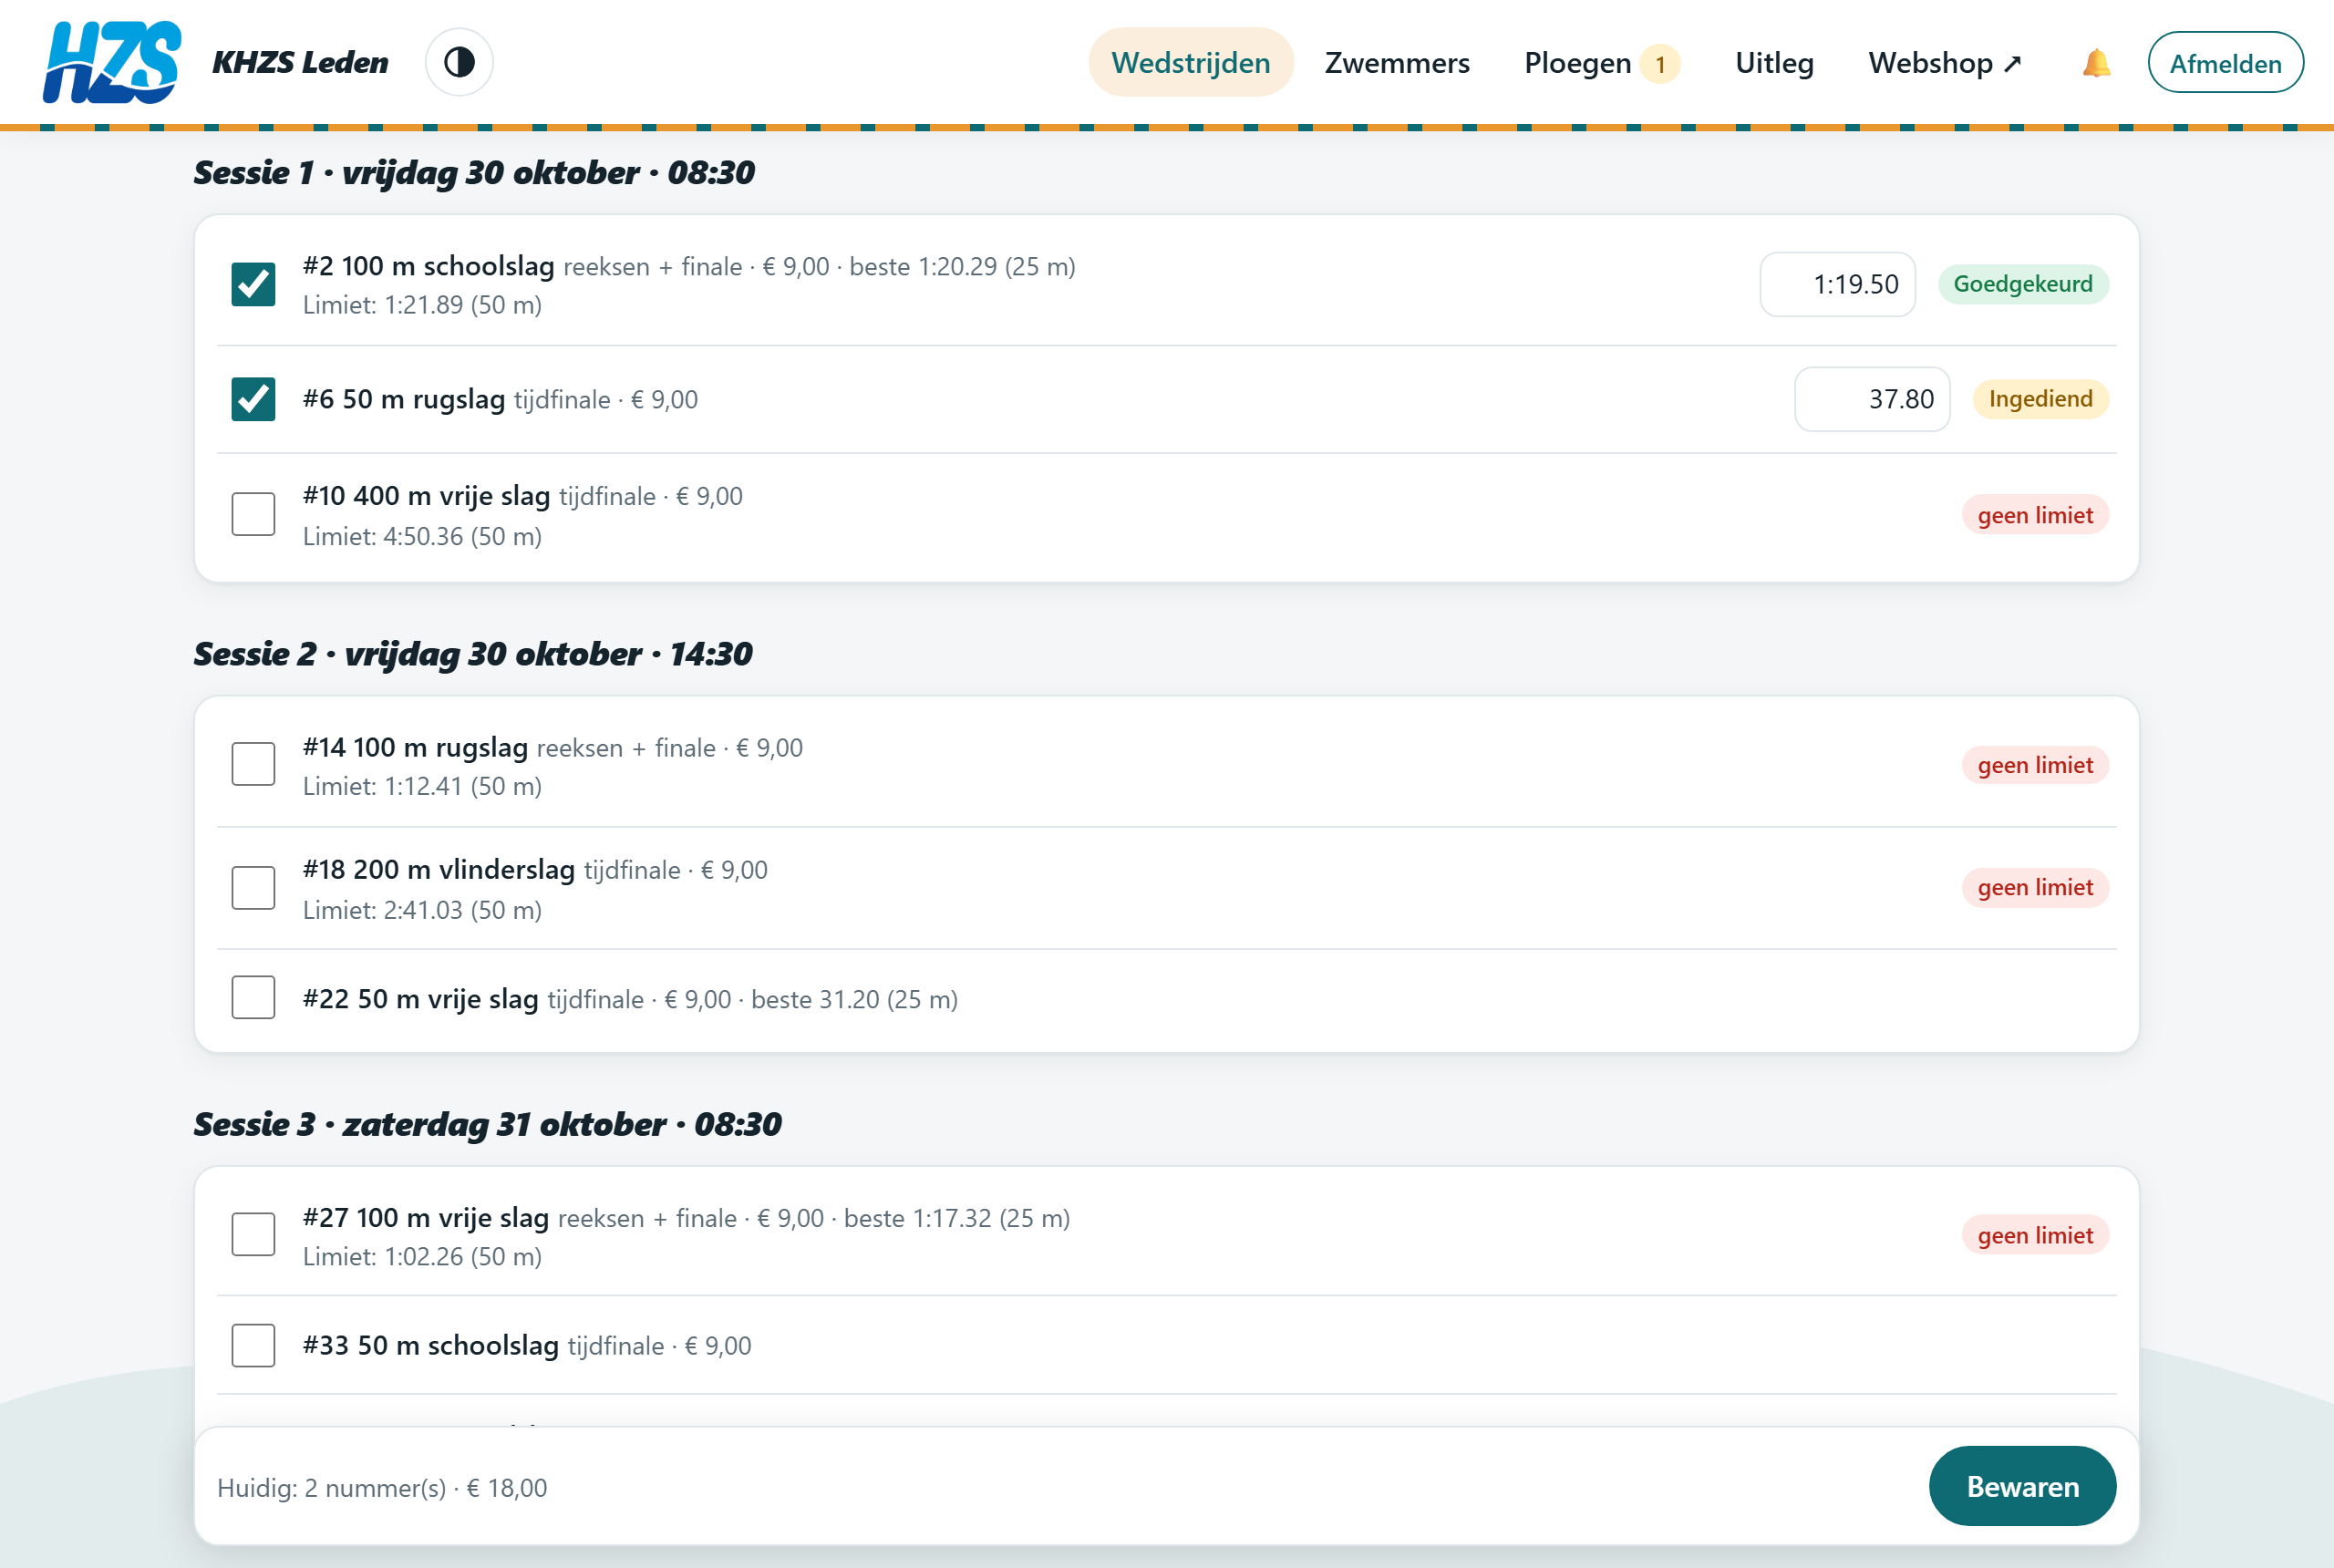 HZS
KHZS Leden
Wedstrijden
Zwemmers
Ploegen 1
Uitleg
Webshop ↗
Afmelden
Sessie 1 · vrijdag 30 oktober · 08:30
#2 100 m schoolslag reeksen + finale · € 9,00 · beste 1:20.29 (25 m)
Limiet: 1:21.89 (50 m)
1:19.50
Goedgekeurd
#6 50 m rugslag tijdfinale · € 9,00
37.80
Ingediend
#10 400 m vrije slag tijdfinale · € 9,00
Limiet: 4:50.36 (50 m)
geen limiet
Sessie 2 · vrijdag 30 oktober · 14:30
#14 100 m rugslag reeksen + finale · € 9,00
Limiet: 1:12.41 (50 m)
geen limiet
#18 200 m vlinderslag tijdfinale · € 9,00
Limiet: 2:41.03 (50 m)
geen limiet
#22 50 m vrije slag tijdfinale · € 9,00 · beste 31.20 (25 m)
Sessie 3 · zaterdag 31 oktober · 08:30
#27 100 m vrije slag reeksen + finale · € 9,00 · beste 1:17.32 (25 m)
Limiet: 1:02.26 (50 m)
geen limiet
#33 50 m schoolslag tijdfinale · € 9,00
Huidig: 2 nummer(s) · € 18,00
Bewaren